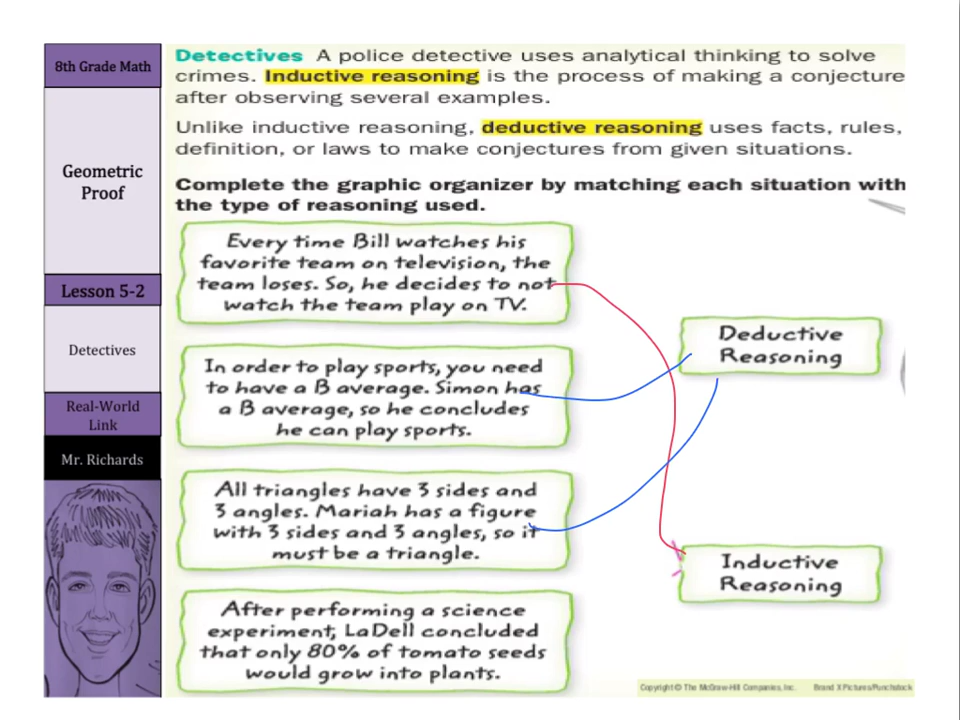 8th Grade Math
Geometric
Proof
Lesson 5-2
Detectives
Real-World
Link
Mr. Richards
Detectives A police detective uses analytical thinking to solve
crimes. Inductive reasoning is the process of making a conjecture
after observing several examples.
Unlike inductive reasoning, deductive reasoning uses facts, rules,
definition, or laws to make conjectures from given situations.
Complete the graphic organizer by matching each situation with
the type of reasoning used.
Every time Bill watches his
favorite team on television, the
team loses. So, he decides to not
watch the team play on TV.
In order to play sports, you need
to have a B average. Simon has
a B average, so he concludes
he can play sports.
All triangles have 3 sides and
3 angles. Mariah has a figure
with 3 sides and 3 angles, so it
must be a triangle.
After performing a science
experiment, LaDell concluded
that only 80% of tomato seeds
would grow into plants.
Deductive
Reasoning
Inductive
Reasoning
Copyright © The McGraw-Hill Companies, Inc. Brand X Pictures/Punchstock